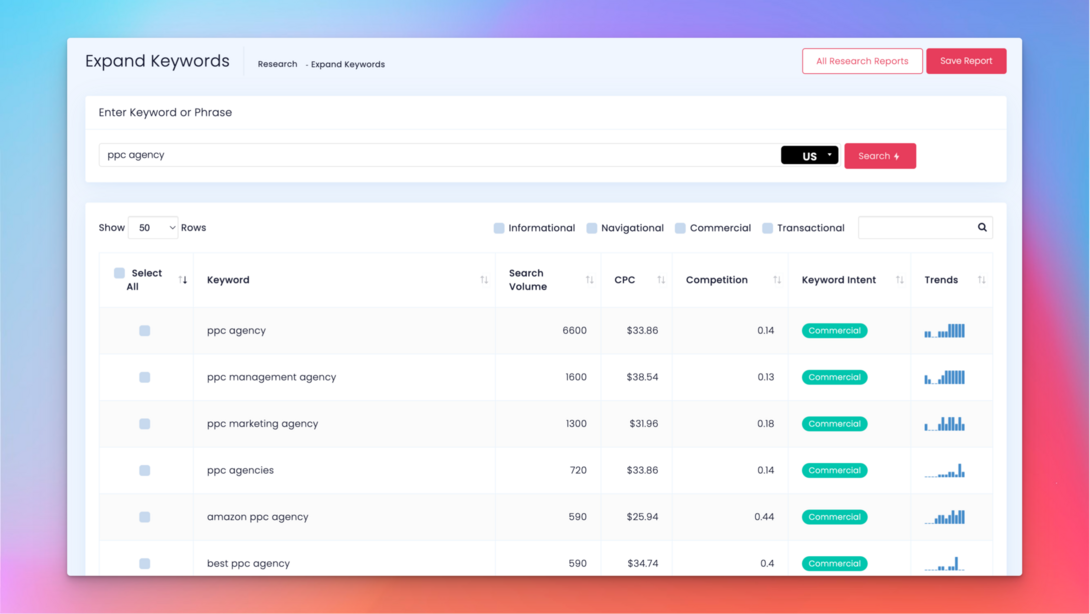 Expand Keywords
Research - Expand Keywords
All Research Reports
Save Report
Enter Keyword or Phrase
ppc agency
US
Search
Show 50 Rows
Informational
Navigational
Commercial
Transactional
Select All
Keyword
Search Volume
CPC
Competition
Keyword Intent
Trends
ppc agency 6600 $33.86 0.14 Commercial
ppc management agency 1600 $38.54 0.13 Commercial
ppc marketing agency 1300 $31.96 0.18 Commercial
ppc agencies 720 $33.86 0.14 Commercial
amazon ppc agency 590 $25.94 0.44 Commercial
best ppc agency 590 $34.74 0.4 Commercial